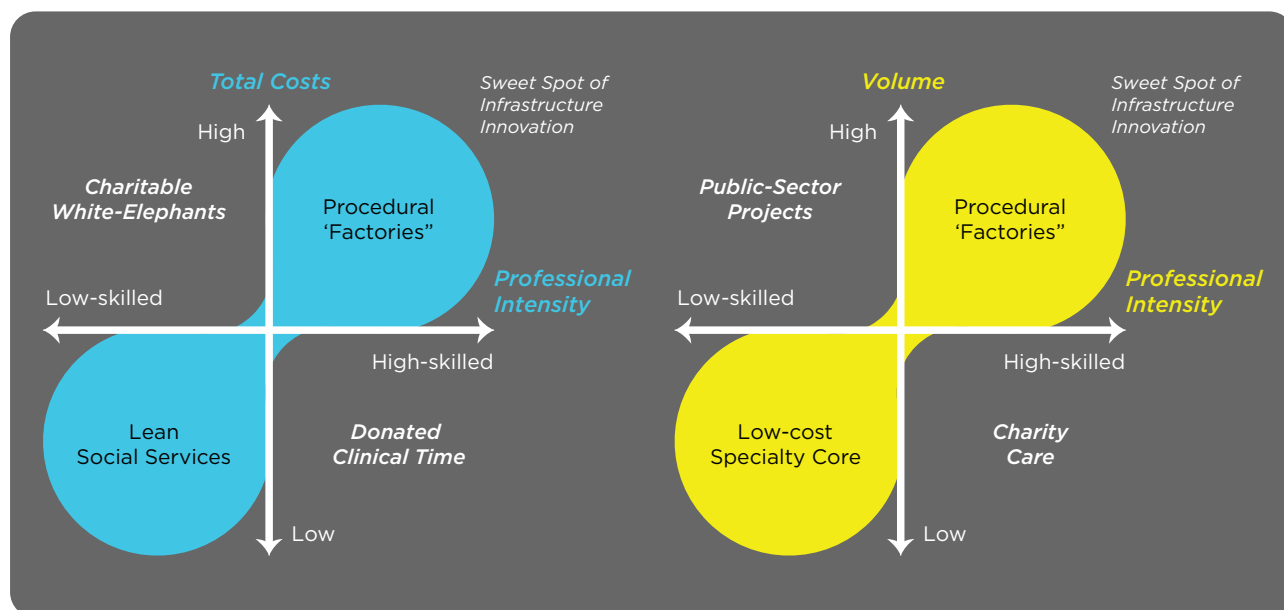 Total Costs
Sweet Spot of
Infrastructure
Innovation
High
Charitable
White-Elephants
Procedural
‘Factories”
Low-skilled
Professional
Intensity
High-skilled
Lean
Social Services
Donated
Clinical Time
Low
Volume
Sweet Spot of
Infrastructure
Innovation
High
Public-Sector
Projects
Procedural
‘Factories”
Low-skilled
Professional
Intensity
High-skilled
Low-cost
Specialty Core
Charity
Care
Low